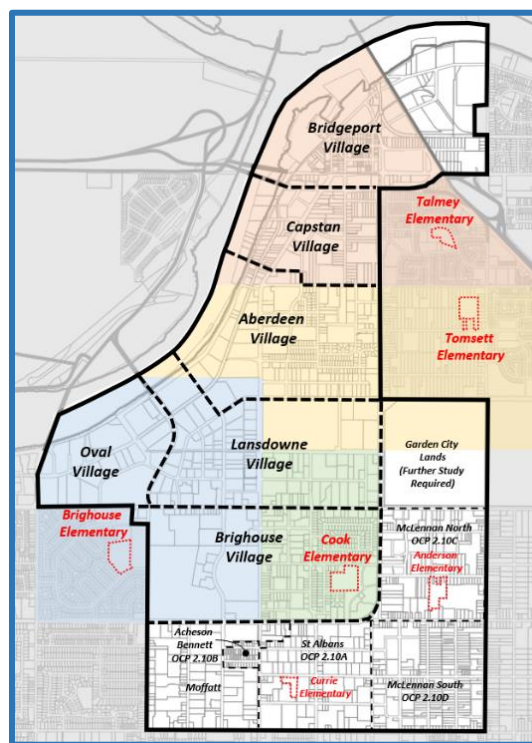 Bridgeport
Village
Talmey
Elementary
Capstan
Village
Tomsett
Elementary
Aberdeen
Village
Garden City
Lands
(Further Study
Required)
Lansdowne
Village
Oval
Village
Brighouse
Elementary
Brighouse
Village
Cook
Elementary
McLennan North
OCP 2.10C
Anderson
Elementary
Acheson
Bennett
OCP 2.10B
St Albans
OCP 2.10A
Moffatt
Currie
Elementary
McLennan South
OCP 2.10D